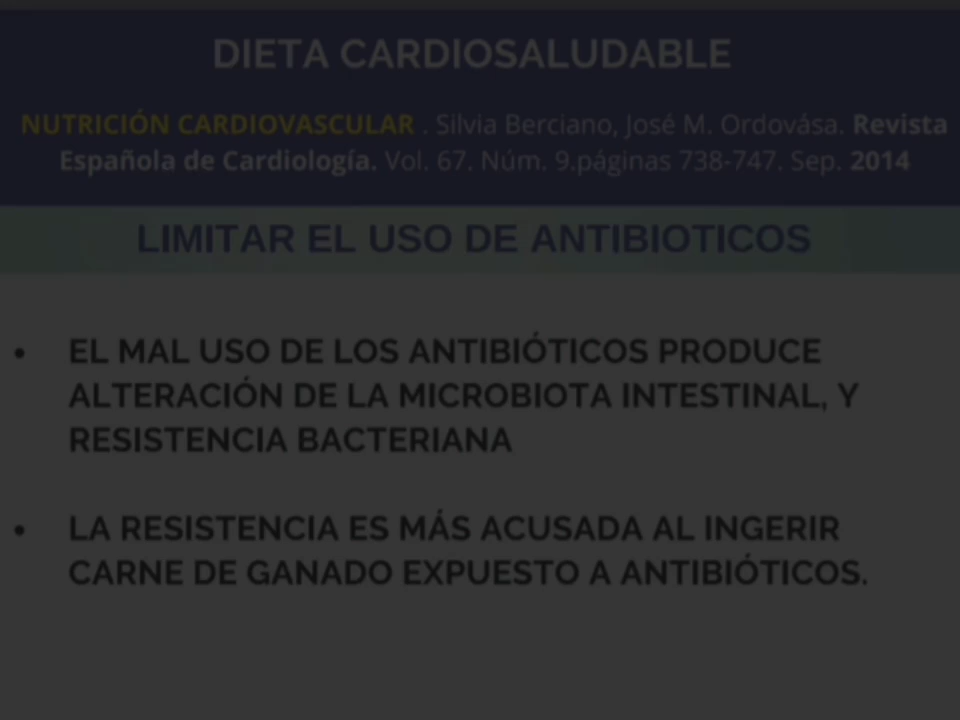 DIETA CARDIOSALUDABLE
NUTRICIÓN CARDIOVASCULAR . Silvia Berciano, José M. Ordovása. Revista
Española de Cardiología. Vol. 67. Núm. 9.páginas 738-747. Sep. 2014
LIMITAR EL USO DE ANTIBIOTICOS
• EL MAL USO DE LOS ANTIBIÓTICOS PRODUCE
ALTERACIÓN DE LA MICROBIOTA INTESTINAL, Y
RESISTENCIA BACTERIANA
• LA RESISTENCIA ES MÁS ACUSADA AL INGERIR
CARNE DE GANADO EXPUESTO A ANTIBIÓTICOS.